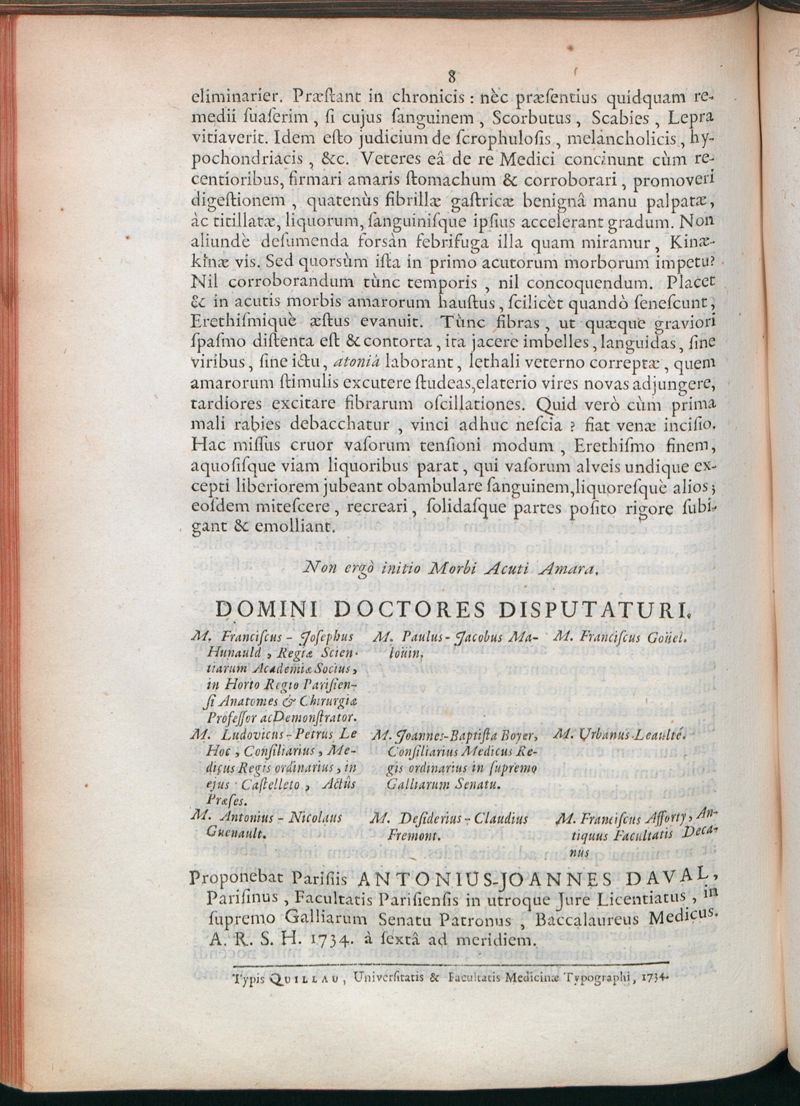 8
eliminarier. Præſtant in chronicis : nèc præſentius quidquam re-
medii ſuaſerim , ſi cujus ſanguinem , Scorbutus , Scabies , Lepra
vitiaverit. Idem eſto judicium de ſcrophuloſis , melancholicis , hy-
pochondriacis , &c. Veteres eâ de re Medici concinunt cùm re-
centioribus, firmari amaris ſtomachum & corroborari , promoveri
digeſtionem , quatenùs fibrillæ gaſtricæ benignâ manu palpatæ,
àc titillatæ, liquorum, ſanguiniſque ipſius accelerant gradum. Non
aliundè deſumenda forsàn febrifuga illa quam miramur , Kinæ-
kinæ vis. Sed quorsùm iſta in primo acutorum morborum impetu?
Nil corroborandum tùnc temporis , nil concoquendum. Placet
& in acutis morbis amarorum hauſtus, ſcilicèt quandò ſeneſcunt,
Erethiſmiquè æſtus evanuit. Tùnc fibras , ut quæque graviori
ſpaſmo diſtenta eſt & contorta , ita jacere imbelles, languidas, ſine
viribus, ſine ictu, atoniâ laborant, lethali veterno correptæ, quem
amarorum ſtimulis excutere ſtudeas,elaterio vires novas adjungere,
tardiores excitare fibrarum oſcillationes. Quid verò cùm prima
mali rabies debacchatur , vinci adhuc neſcia ? fiat venæ inciſio.
Hac miſſus cruor vaſorum tenſioni modum , Erethiſmo finem,
aquoſiſque viam liquoribus parat, qui vaſorum alveis undique ex-
cepti liberiorem jubeant obambulare ſanguinem,liquoreſquè alios;
eoſdem miteſcere, recreari, ſolidaſque partes poſito rigore ſubi-
gant & emolliant.
Non ergò initio Morbi Acuti Amara.
DOMINI DOCTORES DISPUTATURI.
M. Franciſcus - Joſephus
Hunauld , Regiæ Scien-
tiarum Academiæ Socius,
in Horto Regio Pariſien-
ſi Anatomes & Chirurgiæ
Profeſſor ac Demonſtrator.
M. Paulus-Jacobus Ma-
loüin.
M. Franciſcus Goüel.
M. Ludovicus-Petrus Le
Hoc, Conſiliarius, Me-
dicus Regis ordinarius, in
ejus Caſtelleto , Actûs
Præſes.
M. Joannes-Baptiſta Boyer,
Conſiliarius Medicus Re-
gis ordinarius in ſupremo
Galliarum Senatu.
M. Urbanus Leaulté.
M. Antonius - Nicolaus
Guenault.
M. Deſiderius - Claudius
Fremont.
M. Franciſcus Afforty, An-
tiquus Facultatis Deca-
nus
Proponebat Pariſiis ANTONIUS-JOANNES DAVAL,
Pariſinus , Facultatis Pariſienſis in utroque Jure Licentiatus , in
ſupremo Galliarum Senatu Patronus , Baccalaureus Medicus.
A. R. S. H. 1734. à ſextâ ad meridiem.
Typis QUILLAU, Univerſitatis & Facultatis Medicinæ Typographi, 1734.